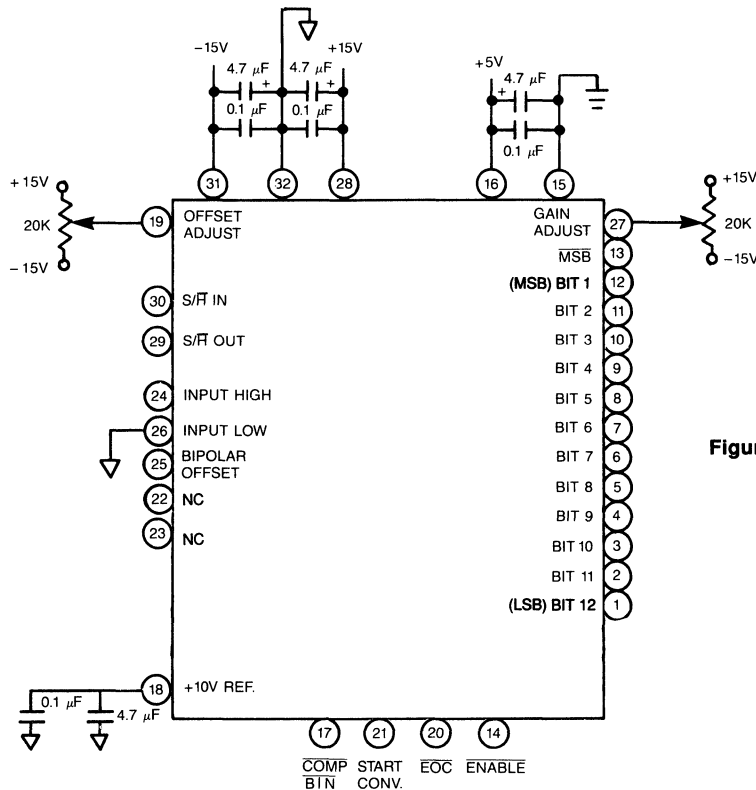 −15V
+15V
4.7 µF
4.7 µF
+
+
0.1 µF
0.1 µF
+5V
4.7 µF
+
0.1 µF
31
32
28
16
15
+15V
20K
−15V
19
OFFSET
ADJUST
GAIN
ADJUST
27
+15V
20K
−15V
MSB
13
30
S/H IN
(MSB) BIT 1
12
BIT 2
11
29
S/H OUT
BIT 3
10
BIT 4
9
24
INPUT HIGH
BIT 5
8
26
INPUT LOW
BIT 6
7
25
BIPOLAR
OFFSET
BIT 7
6
22
NC
BIT 8
5
23
NC
BIT 9
4
BIT 10
3
BIT 11
2
(LSB) BIT 12
1
Figur
18
+10V REF.
0.1 µF
4.7 µF
17
21
20
14
COMP
BIN
START
CONV.
EOC
ENABLE